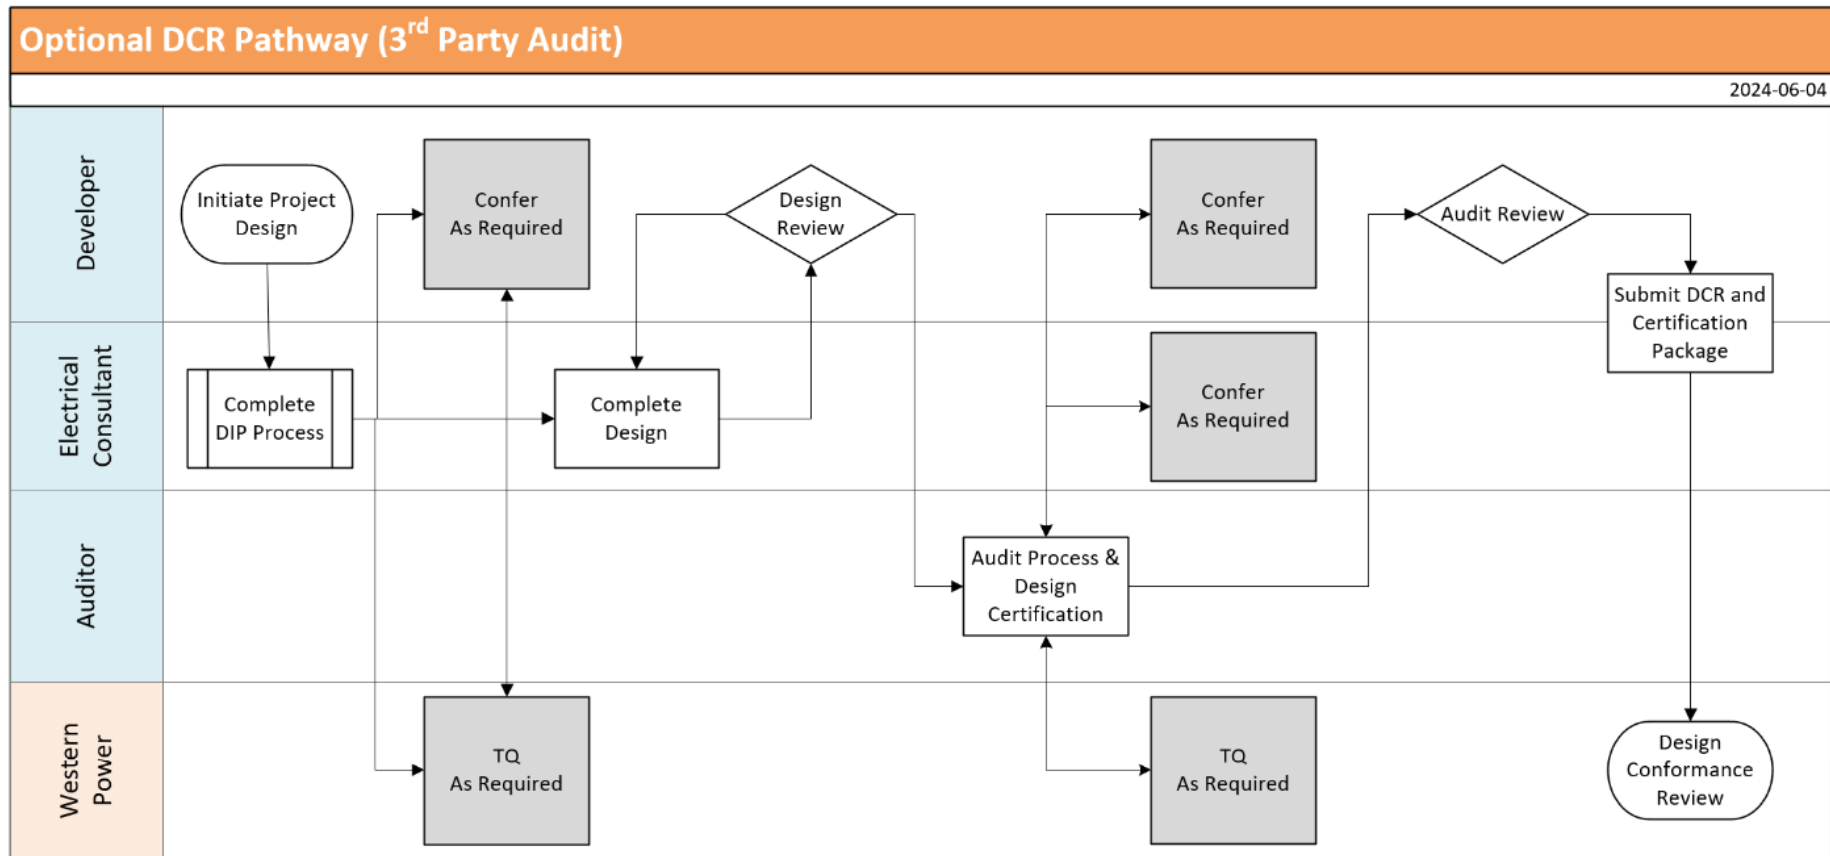 Optional DCR Pathway (3rd Party Audit)
2024-06-04
Developer
Initiate Project
Design
Confer
As Required
Design
Review
Confer
As Required
Audit Review
Submit DCR and
Certification
Package
Electrical
Consultant
Complete
DIP Process
Complete
Design
Confer
As Required
Auditor
Audit Process &
Design
Certification
Western
Power
TQ
As Required
TQ
As Required
Design
Conformance
Review